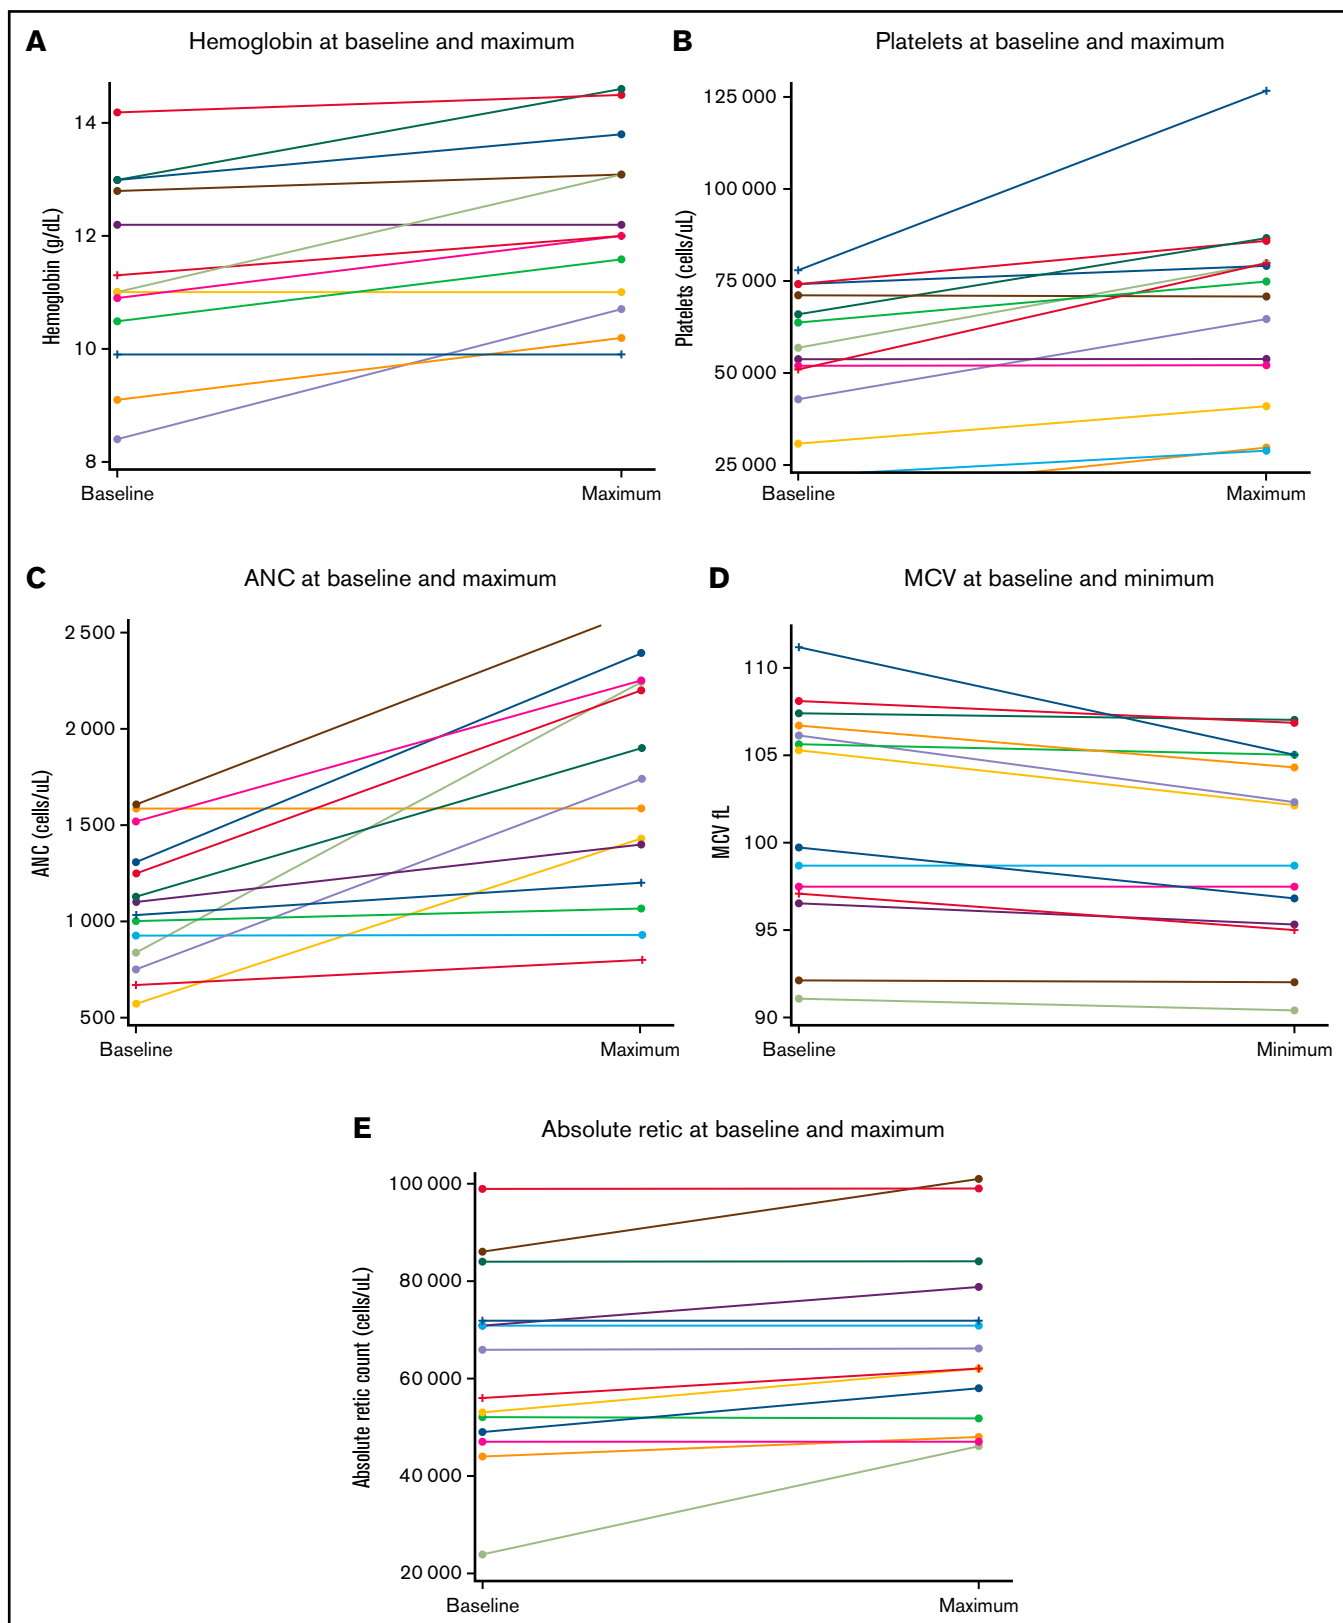 A Hemoglobin at baseline and maximum
Hemoglobin (g/dL)
14
12
10
8
Baseline Maximum
B Platelets at baseline and maximum
Platelets (cells/uL)
125 000
100 000
75 000
50 000
25 000
Baseline Maximum
C ANC at baseline and maximum
ANC (cells/uL)
2 500
2 000
1 500
1 000
500
Baseline Maximum
D MCV at baseline and minimum
MCV fL
110
105
100
95
90
Baseline Minimum
E Absolute retic at baseline and maximum
Absolute retic count (cells/uL)
100 000
80 000
60 000
40 000
20 000
Baseline Maximum